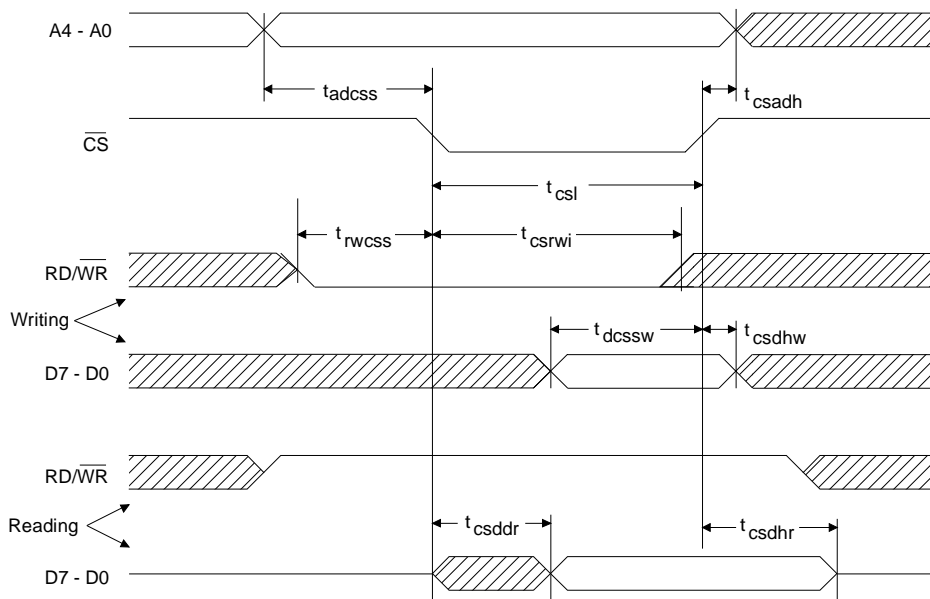 A4 - A0
tadcss
tcsadh
CS
tcsl
trwcss
tcsrwi
RD/WR
Writing
tdcssw
tcsdhw
D7 - D0
RD/WR
Reading
tcsddr
tcsdhr
D7 - D0